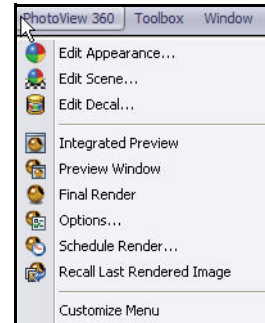 PhotoView 360 Toolbox Window
Edit Appearance...
Edit Scene...
Edit Decal...
Integrated Preview
Preview Window
Final Render
Options...
Schedule Render...
Recall Last Rendered Image
Customize Menu